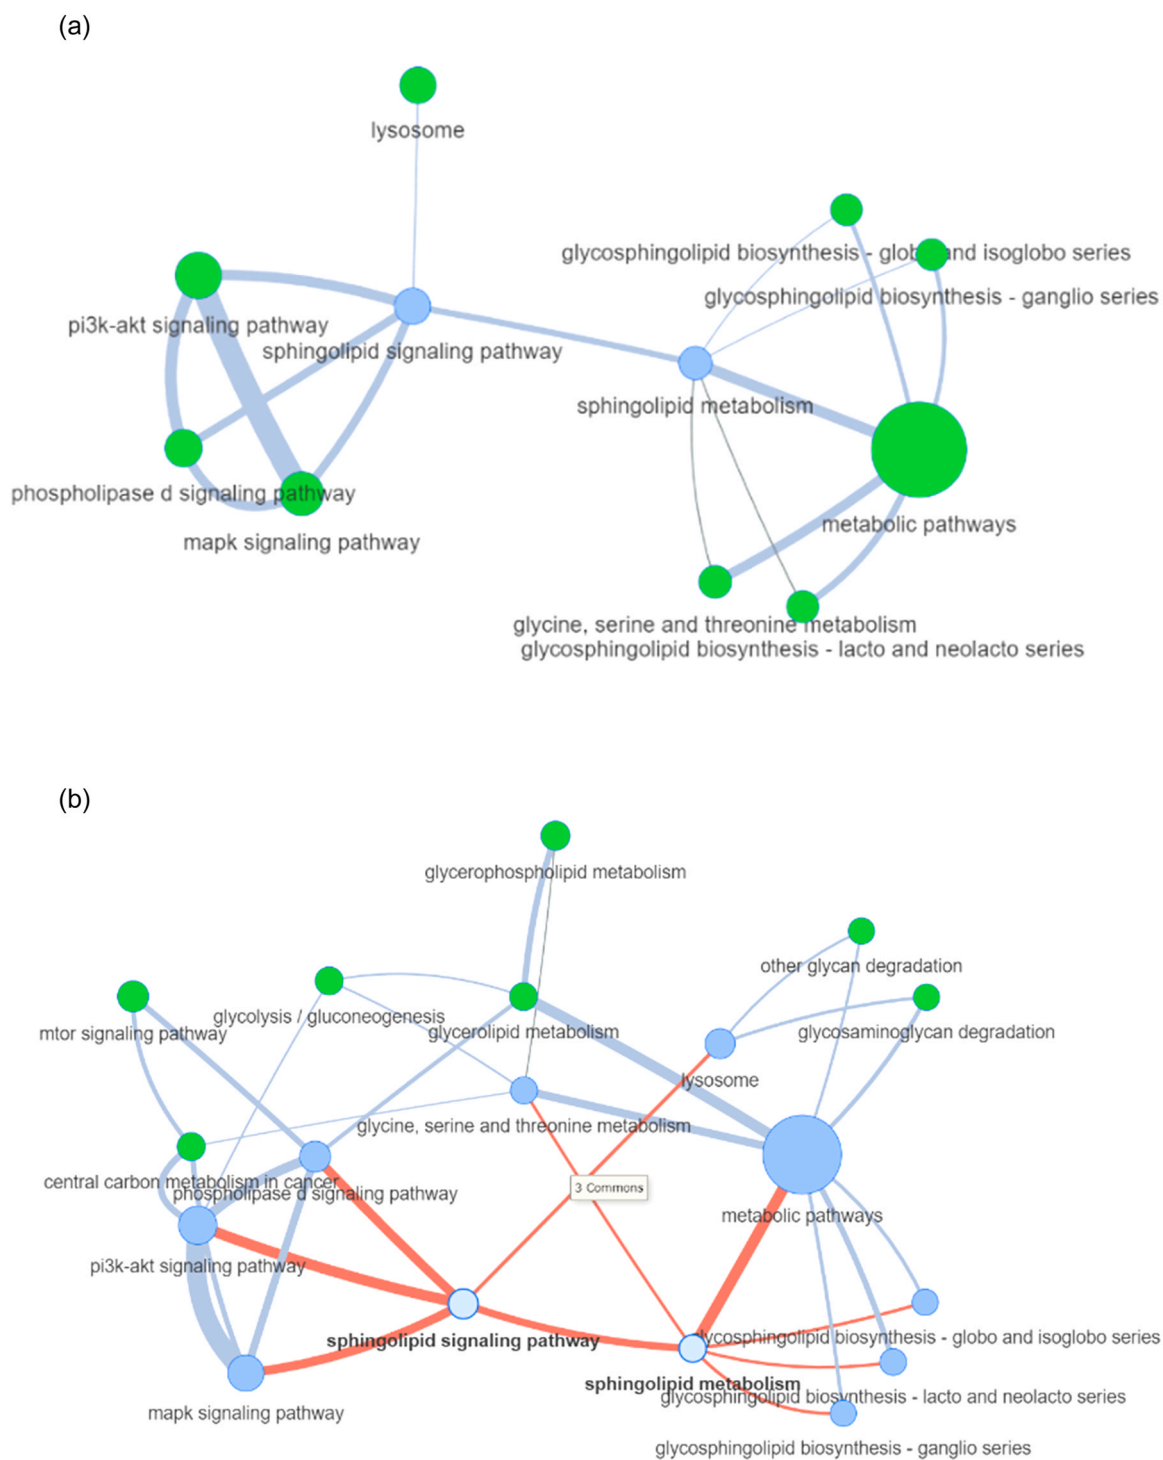 (a)
lysosome
glycosphingolipid biosynthesis - globo and isoglobo series
glycosphingolipid biosynthesis - ganglio series
pi3k-akt signaling pathway
sphingolipid signaling pathway
sphingolipid metabolism
phospholipase d signaling pathway
metabolic pathways
mapk signaling pathway
glycine, serine and threonine metabolism
glycosphingolipid biosynthesis - lacto and neolacto series
(b)
glycerophospholipid metabolism
other glycan degradation
glycolysis / gluconeogenesis
mtor signaling pathway
glycerolipid metabolism
glycosaminoglycan degradation
lysosome
glycine, serine and threonine metabolism
central carbon metabolism in cancer
phospholipase d signaling pathway
3 Commons
metabolic pathways
pi3k-akt signaling pathway
sphingolipid signaling pathway
glycosphingolipid biosynthesis - globo and isoglobo series
sphingolipid metabolism
glycosphingolipid biosynthesis - lacto and neolacto series
mapk signaling pathway
glycosphingolipid biosynthesis - ganglio series